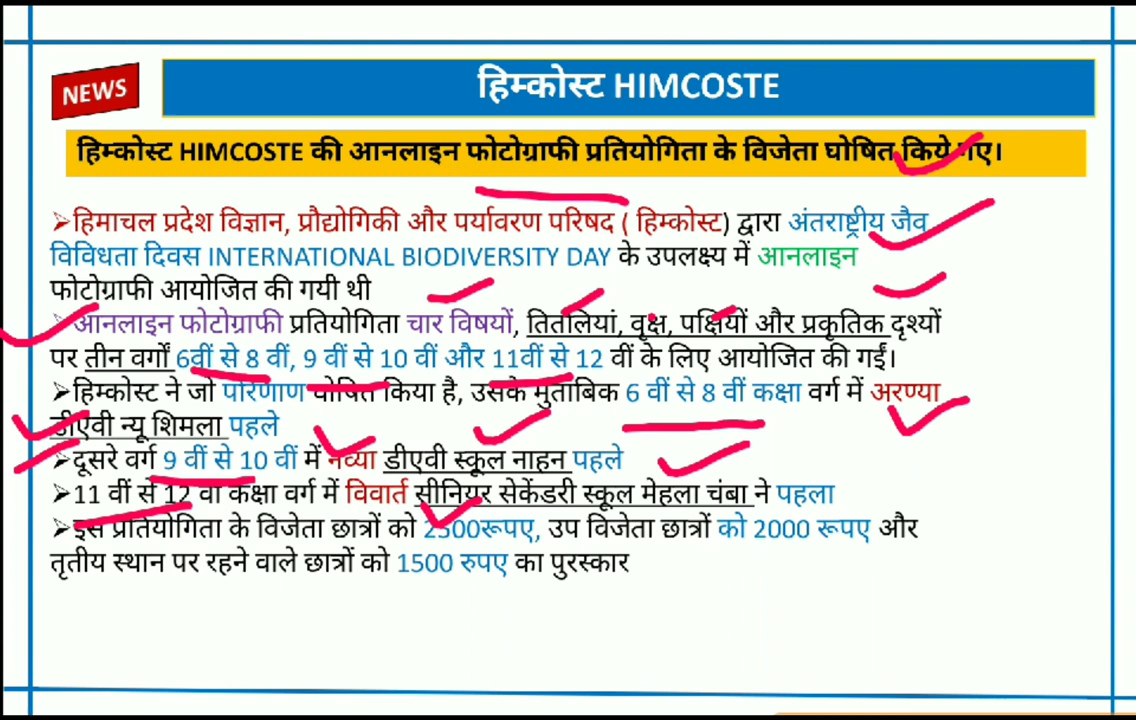 हिम्कोस्ट HIMCOSTE
NEWS
हिम्कोस्ट HIMCOSTE की आनलाइन फोटोग्राफी प्रतियोगिता के विजेता घोषित किये गए।
➢हिमाचल प्रदेश विज्ञान, प्रौद्योगिकी और पर्यावरण परिषद ( हिम्कोस्ट) द्वारा अंतराष्ट्रीय जैव
विविधता दिवस INTERNATIONAL BIODIVERSITY DAY के उपलक्ष्य में आनलाइन
फोटोग्राफी आयोजित की गयी थी
➢आनलाइन फोटोग्राफी प्रतियोगिता चार विषयों, तितलियां, वृक्ष, पक्षियों और प्रकृतिक दृश्यों
पर तीन वर्गों 6वीं से 8 वीं, 9 वीं से 10 वीं और 11वीं से 12 वीं के लिए आयोजित की गईं।
➢हिम्कोस्ट ने जो परिणाण घोषित किया है, उसके मुताबिक 6 वीं से 8 वीं कक्षा वर्ग में अरण्या
डीएवी न्यू शिमला पहले
➢दूसरे वर्ग 9 वीं से 10 वीं में नव्या डीएवी स्कूल नाहन पहले
➢11 वीं से 12 वीं कक्षा वर्ग में विवार्त सीनियर सेकेंडरी स्कूल मेहला चंबा ने पहला
➢इस प्रतियोगिता के विजेता छात्रों को 2500रूपए, उप विजेता छात्रों को 2000 रूपए और
तृतीय स्थान पर रहने वाले छात्रों को 1500 रुपए का पुरस्कार